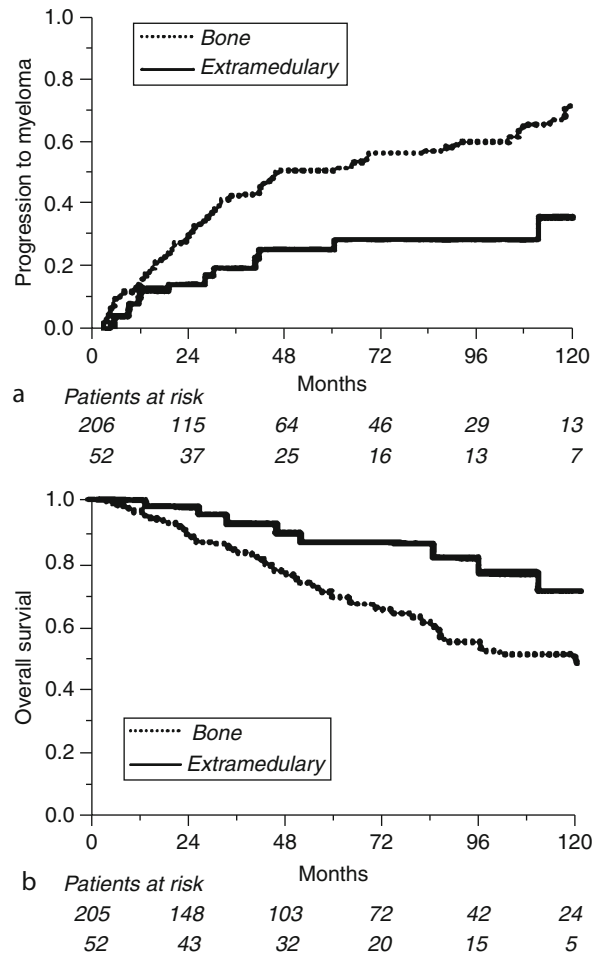 1.0
Bone
Extramedulary
0.8
0.6
0.4
0.2
0.0
Progression to myeloma
0 24 48 72 96 120
Months
a
Patients at risk
206 115 64 46 29 13
52 37 25 16 13 7
1.0
0.8
0.6
0.4
0.2
0.0
Overall survial
Bone
Extramedulary
0 24 48 72 96 120
Months
b
Patients at risk
205 148 103 72 42 24
52 43 32 20 15 5